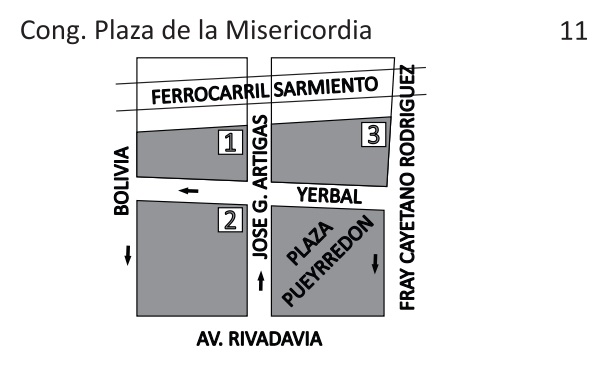 Cong. Plaza de la Misericordia 11
FERROCARRIL SARMIENTO
1
3
BOLIVIA
JOSE G. ARTIGAS
FRAY CAYETANO RODRIGUEZ
YERBAL
2
PLAZA
PUEYRREDON
AV. RIVADAVIA